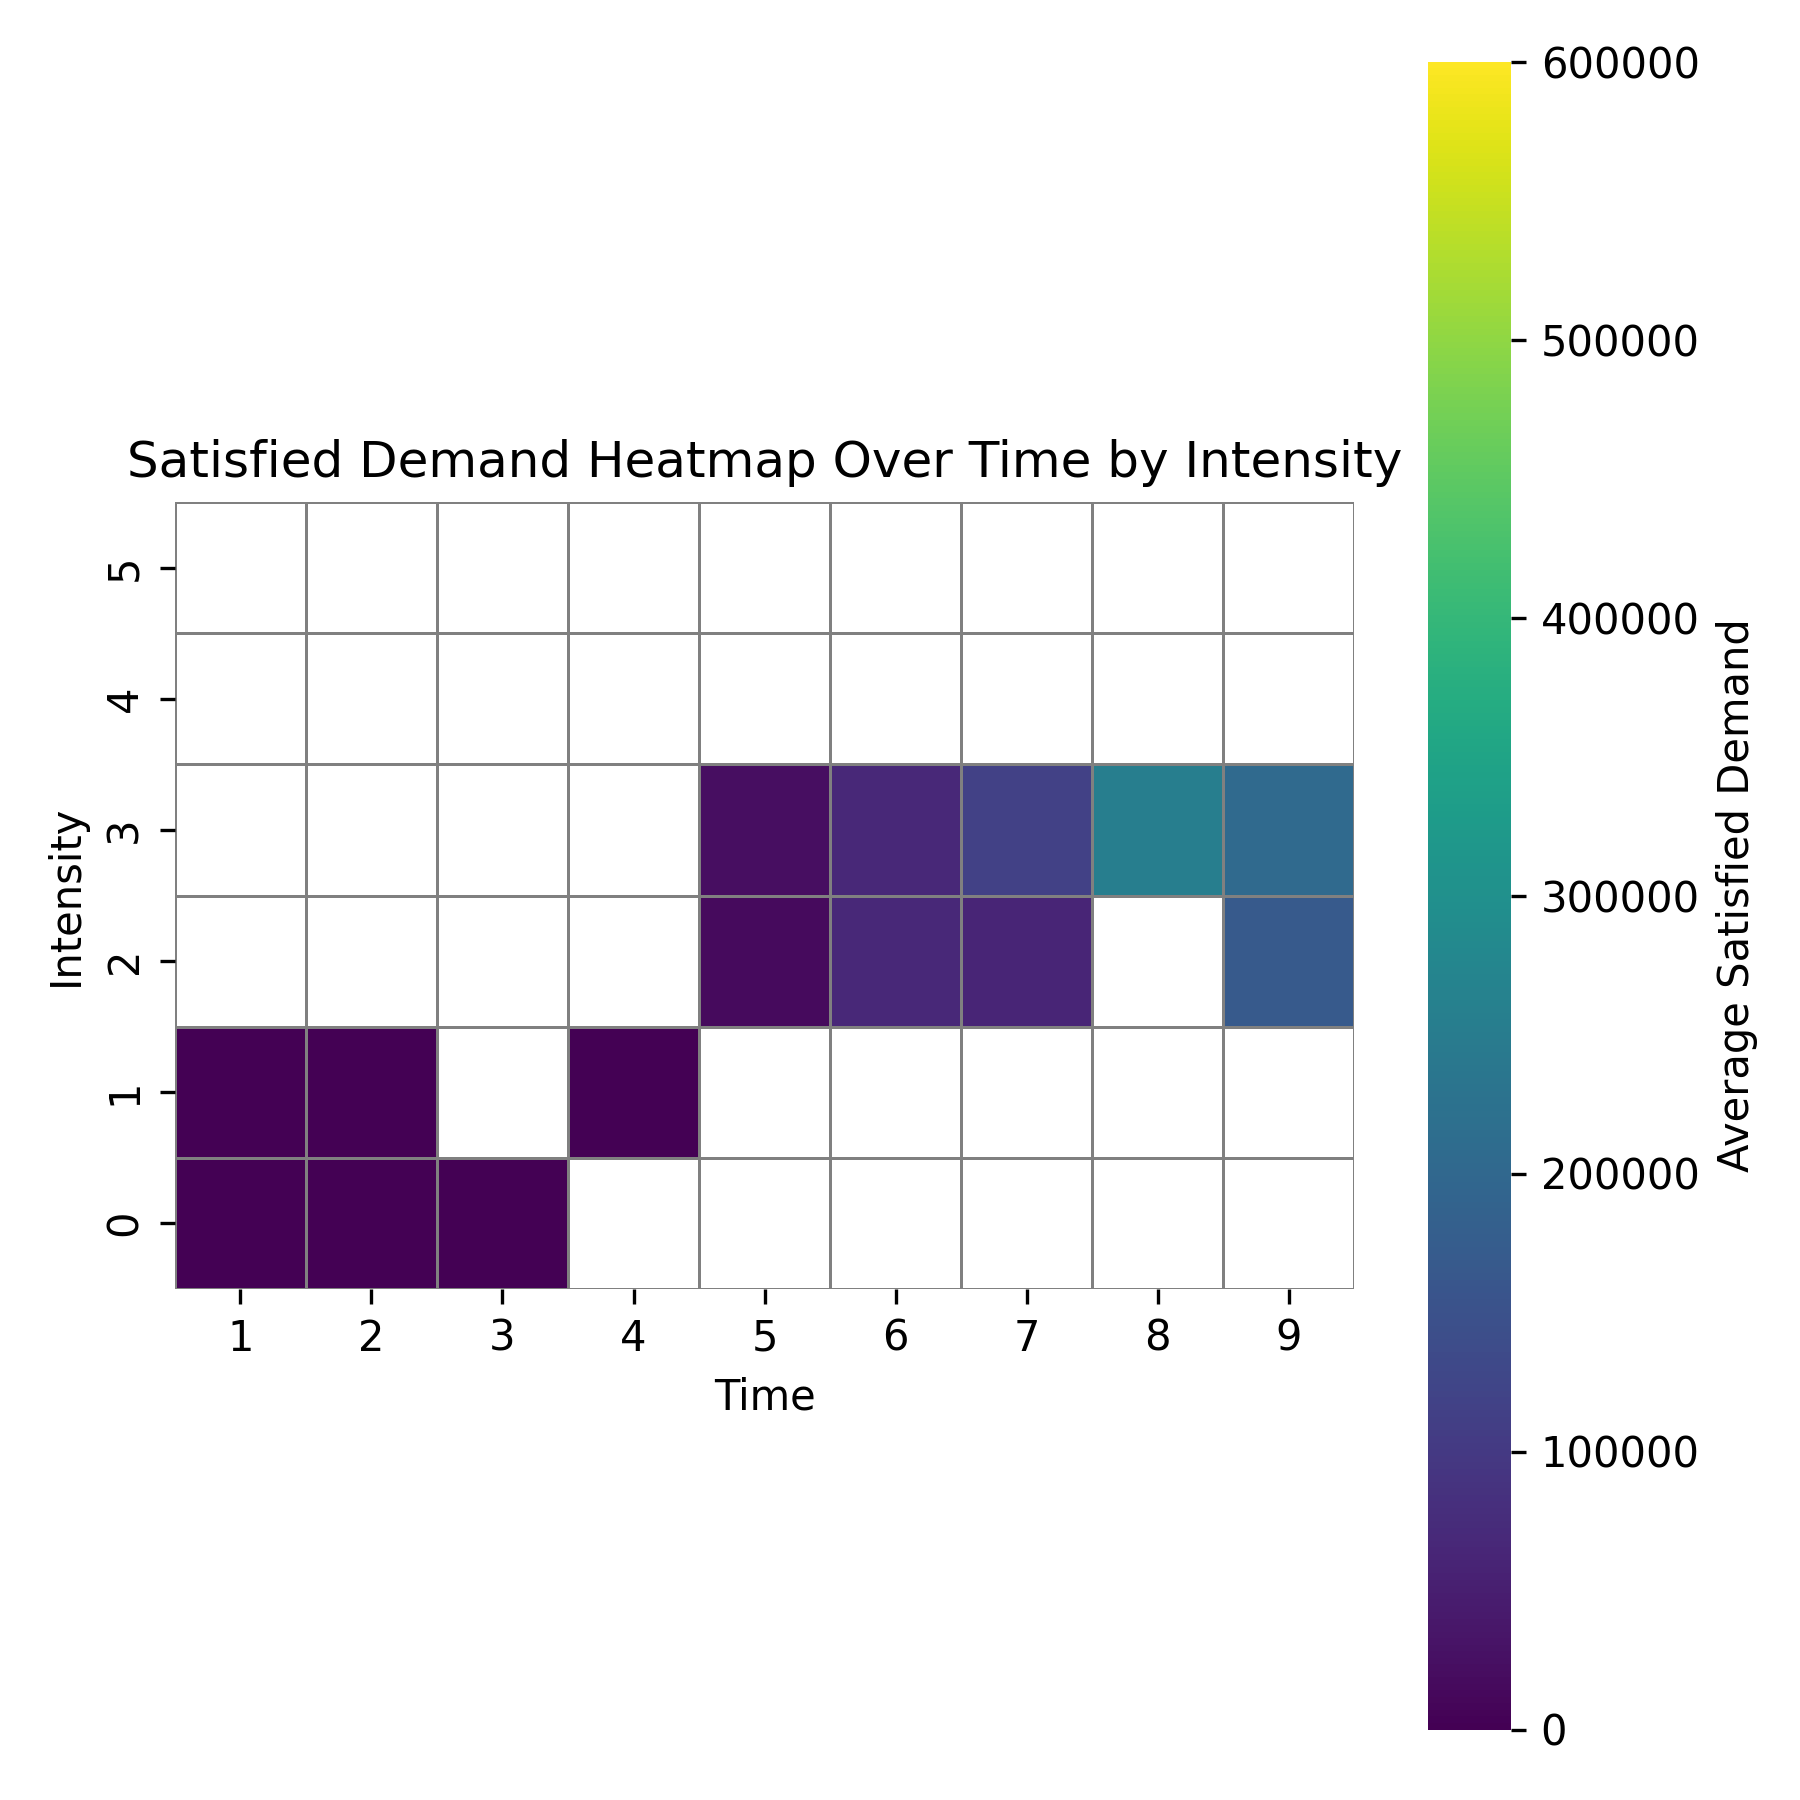 Satisfied Demand Heatmap Over Time by Intensity
Intensity
5
4
3
2
1
0
1 2 3 4 5 6 7 8 9
Time
600000
500000
400000
300000
200000
100000
0
Average Satisfied Demand